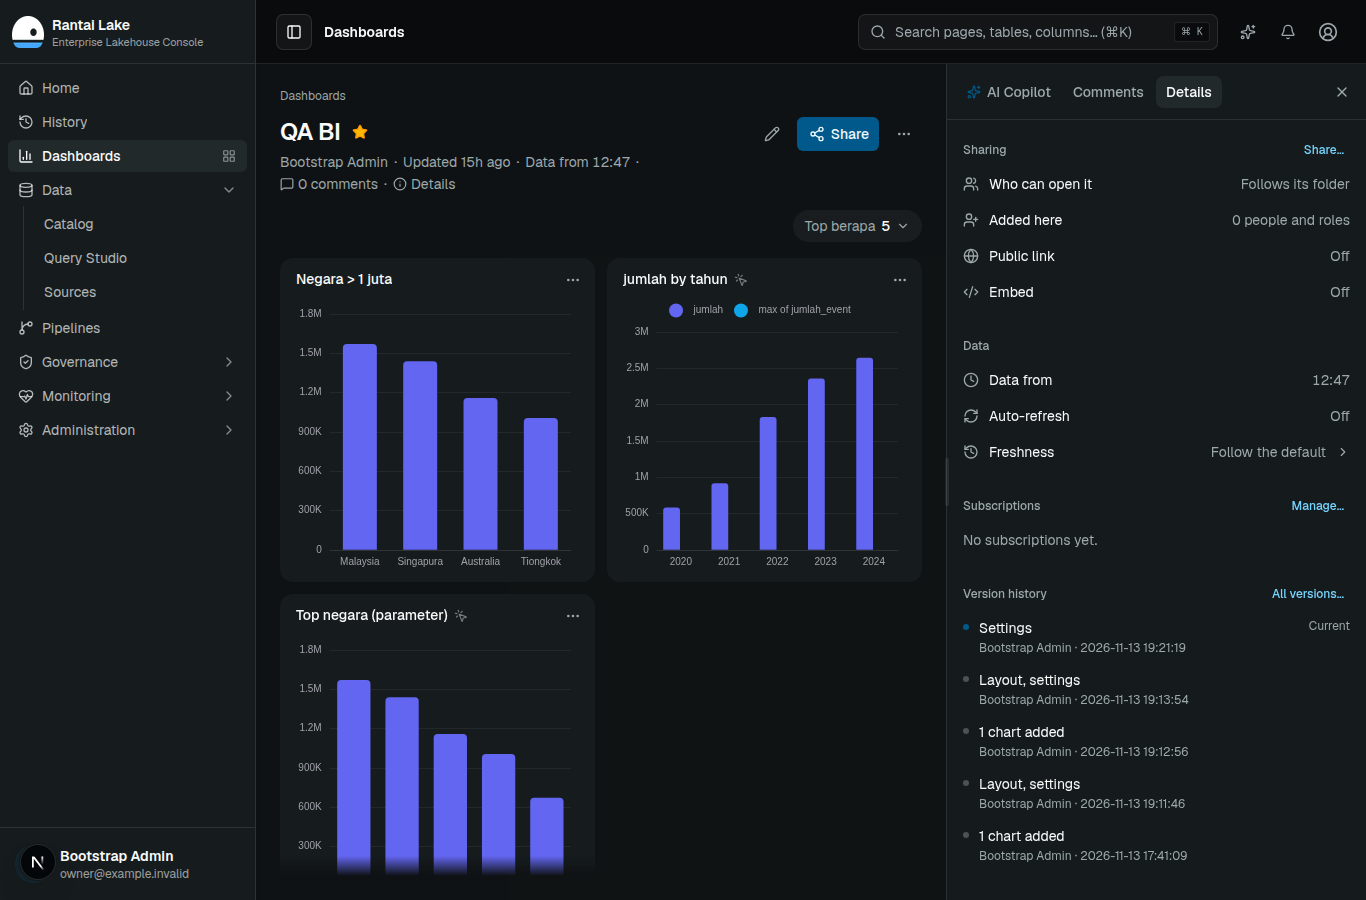 Rantai Lake
Enterprise Lakehouse Console
Home
History
Dashboards
Data
Catalog
Query Studio
Sources
Pipelines
Governance
Monitoring
Administration
N
Bootstrap Admin
owner@example.invalid
Dashboards
Search pages, tables, columns... (⌘K)
⌘ K
Dashboards
QA BI
Share
Bootstrap Admin · Updated 15h ago · Data from 12:47 ·
0 comments · Details
Top berapa 5
Negara > 1 juta
1.8M
1.5M
1.2M
900K
600K
300K
0
Malaysia Singapura Australia Tiongkok
jumlah by tahun
jumlah max of jumlah_event
3M
2.5M
2M
1.5M
1M
500K
0
2020 2021 2022 2023 2024
Top negara (parameter)
1.8M
1.5M
1.2M
900K
600K
300K
AI Copilot Comments Details
Sharing Share...
Who can open it Follows its folder
Added here 0 people and roles
Public link Off
Embed Off
Data
Data from 12:47
Auto-refresh Off
Freshness Follow the default
Subscriptions Manage...
No subscriptions yet.
Version history All versions...
Settings Current
Bootstrap Admin · 2026-11-13 19:21:19
Layout, settings
Bootstrap Admin · 2026-11-13 19:13:54
1 chart added
Bootstrap Admin · 2026-11-13 19:12:56
Layout, settings
Bootstrap Admin · 2026-11-13 19:11:46
1 chart added
Bootstrap Admin · 2026-11-13 17:41:09